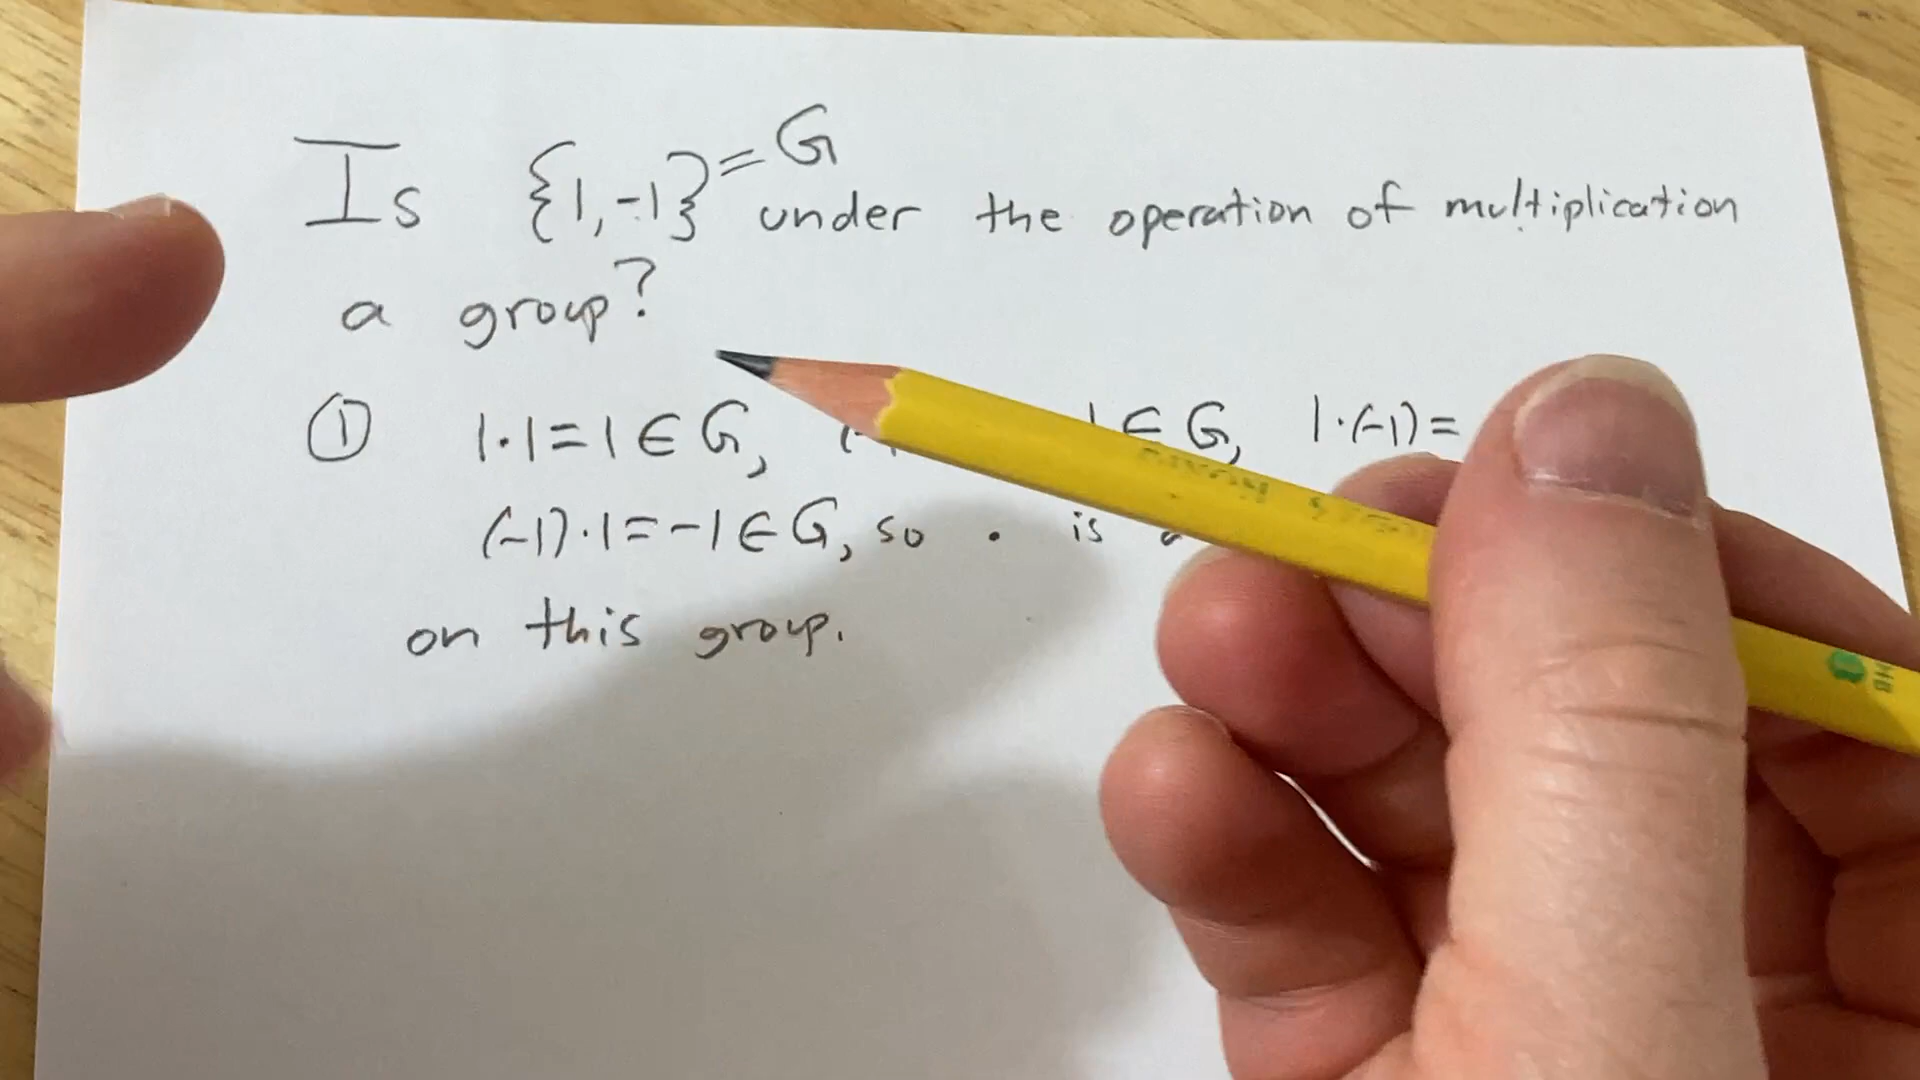 Is {1,-1}=G under the operation of multiplication
a group?
① 1·1=1∈G, 1∈G, 1·(-1)=
(-1)·1=-1∈G, so · is
on this group.